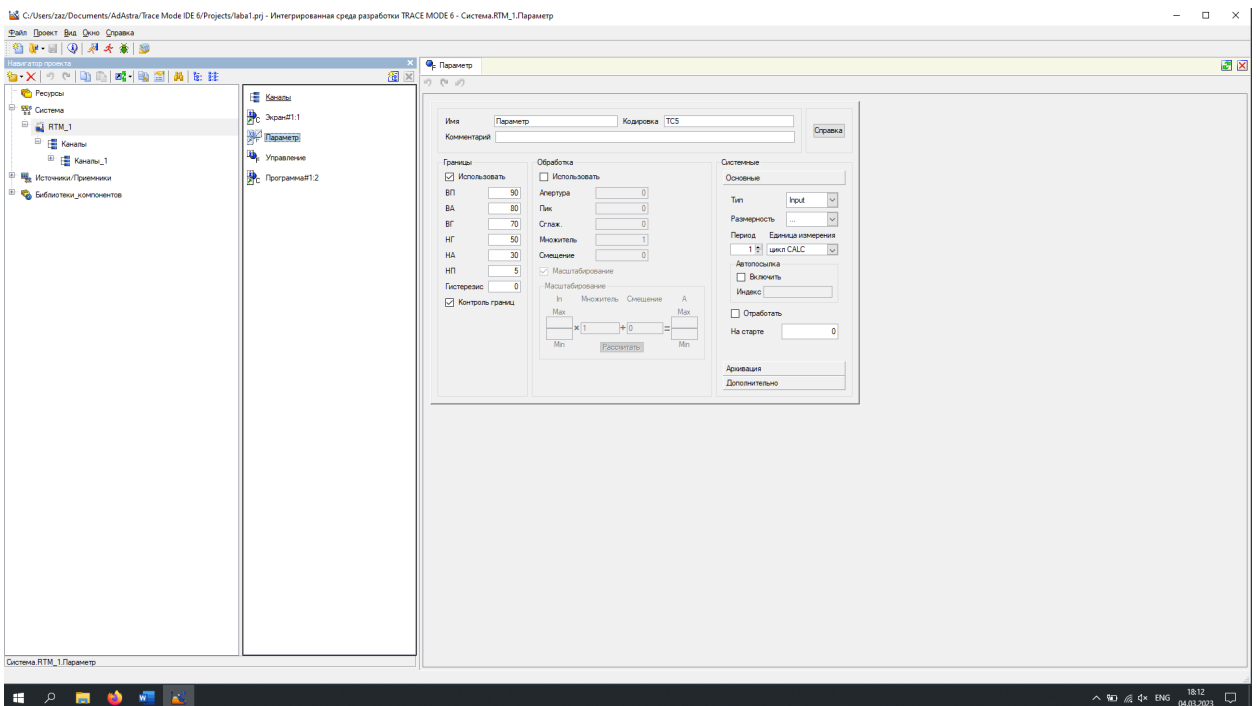 C:/Users/zaz/Documents/AdAstra/Trace Mode IDE 6/Projects/laba1.prj - Интегрированная среда разработки TRACE MODE 6 - Система.RTM_1.Параметр
Файл Проект Вид Окно Справка
Навигатор проекта
Ресурсы
Система
RTM_1
Каналы
Каналы_1
Источники/Приемники
Библиотеки_компонентов
Каналы
Экран#1:1
Параметр
Управление
Программа#1:2
Параметр
Имя Параметр Кодировка TC5
Комментарий
Справка
Границы
Использовать
ВП 90
ВА 80
ВГ 70
НГ 50
НА 30
НП 5
Гистерезис 0
Контроль границ
Обработка
Использовать
Апертура 0
Пик 0
Сглаж. 0
Множитель 1
Смещение 0
Масштабирование
Масштабирование
In Множитель Смещение A
Max Max
× 1 + 0 =
Min Рассчитать Min
Системные
Основные
Тип Input
Размерность ...
Период Единица измерения
1 цикл CALC
Автопосылка
Включить
Индекс
Отработать
На старте 0
Архивация
Дополнительно
Система.RTM_1.Параметр
ENG
18:12
04.03.2023